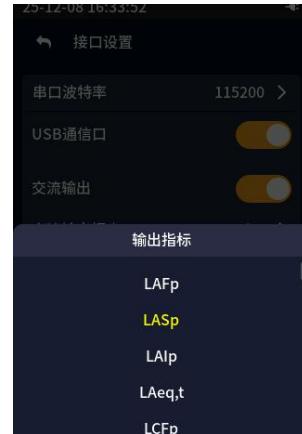 25-12-08 16:33:52
接口设置
串口波特率 115200 >
USB通信口
交流输出
输出指标
LAFp
LASp
LAIp
LAeq,t
LCFp